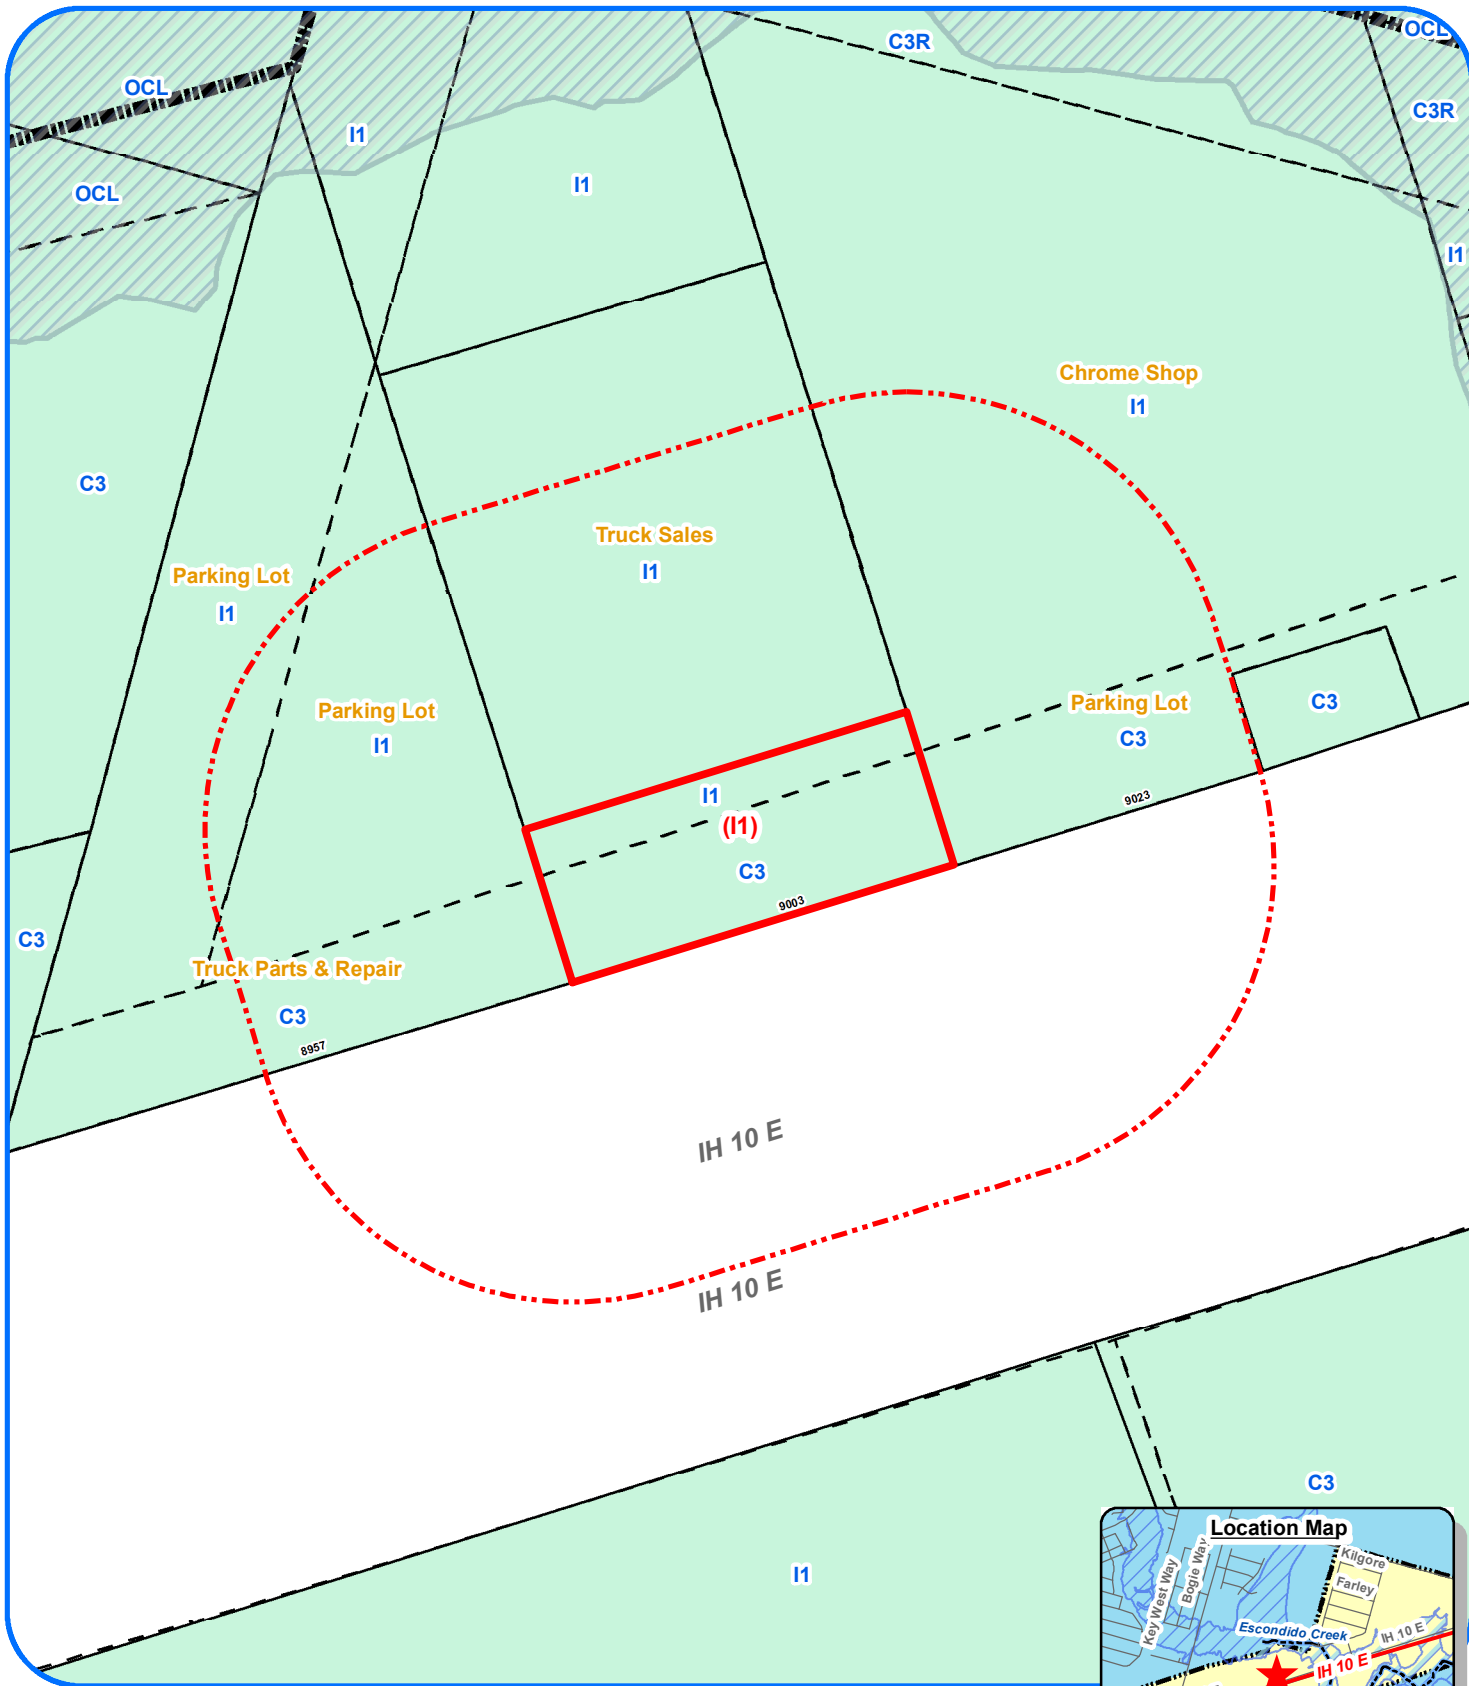 C3R
OCL
OCL
C3R
I1
I1
OCL
I1
Chrome Shop
I1
C3
Truck Sales
I1
Parking Lot
I1
Parking Lot
I1
Parking Lot
C3
C3
I1
9023
(I1)
C3
9003
C3
Truck Parts & Repair
C3
8957
IH 10 E
IH 10 E
C3
I1
Location Map
Kilgore
Farley
Key West Way
Bogie Way
Escondido Creek
IH 10 E
IH 10 E